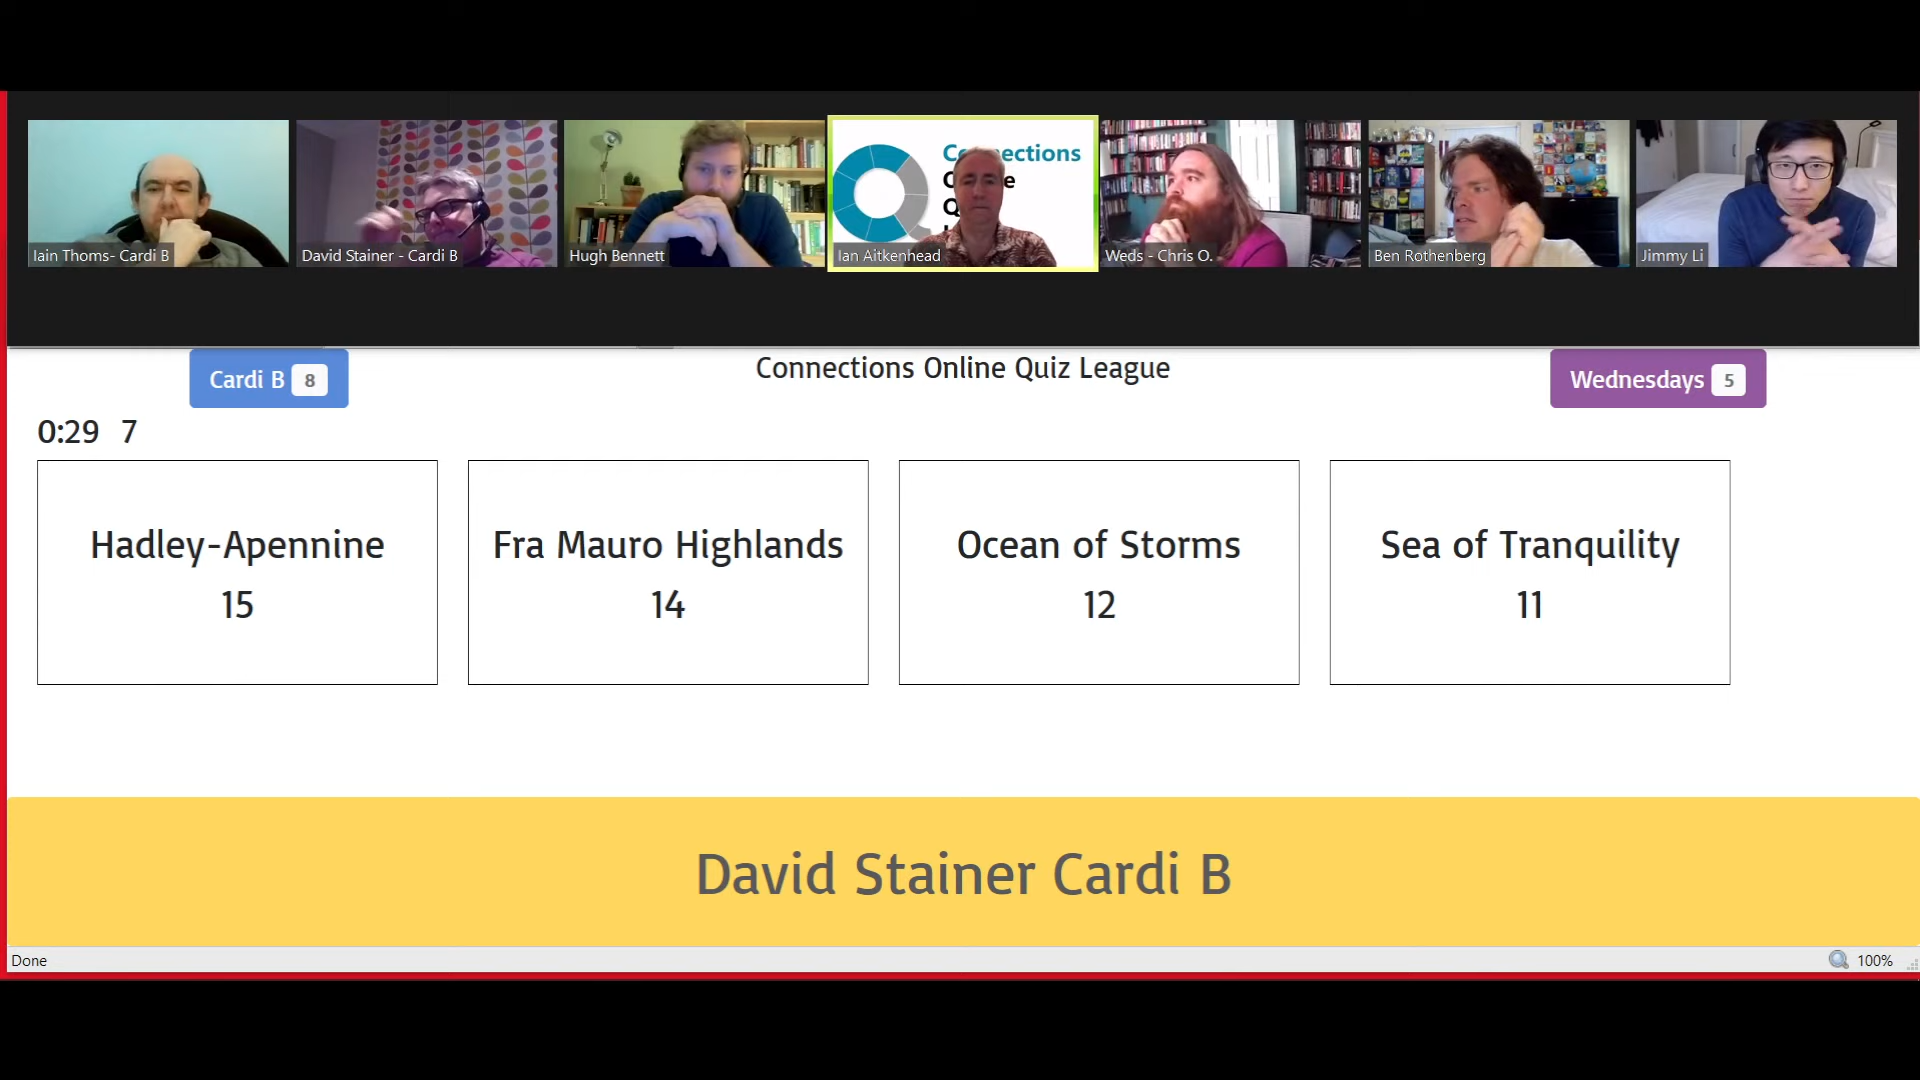 Connections
Iain Thoms- Cardi B
David Stainer - Cardi B
Hugh Bennett
Ian Aitkenhead
Weds - Chris O.
Ben Rothenberg
Jimmy Li
Cardi B 8
Connections Online Quiz League
Wednesdays 5
0:29 7
Hadley-Apennine
15
Fra Mauro Highlands
14
Ocean of Storms
12
Sea of Tranquility
11
David Stainer Cardi B
Done
100%